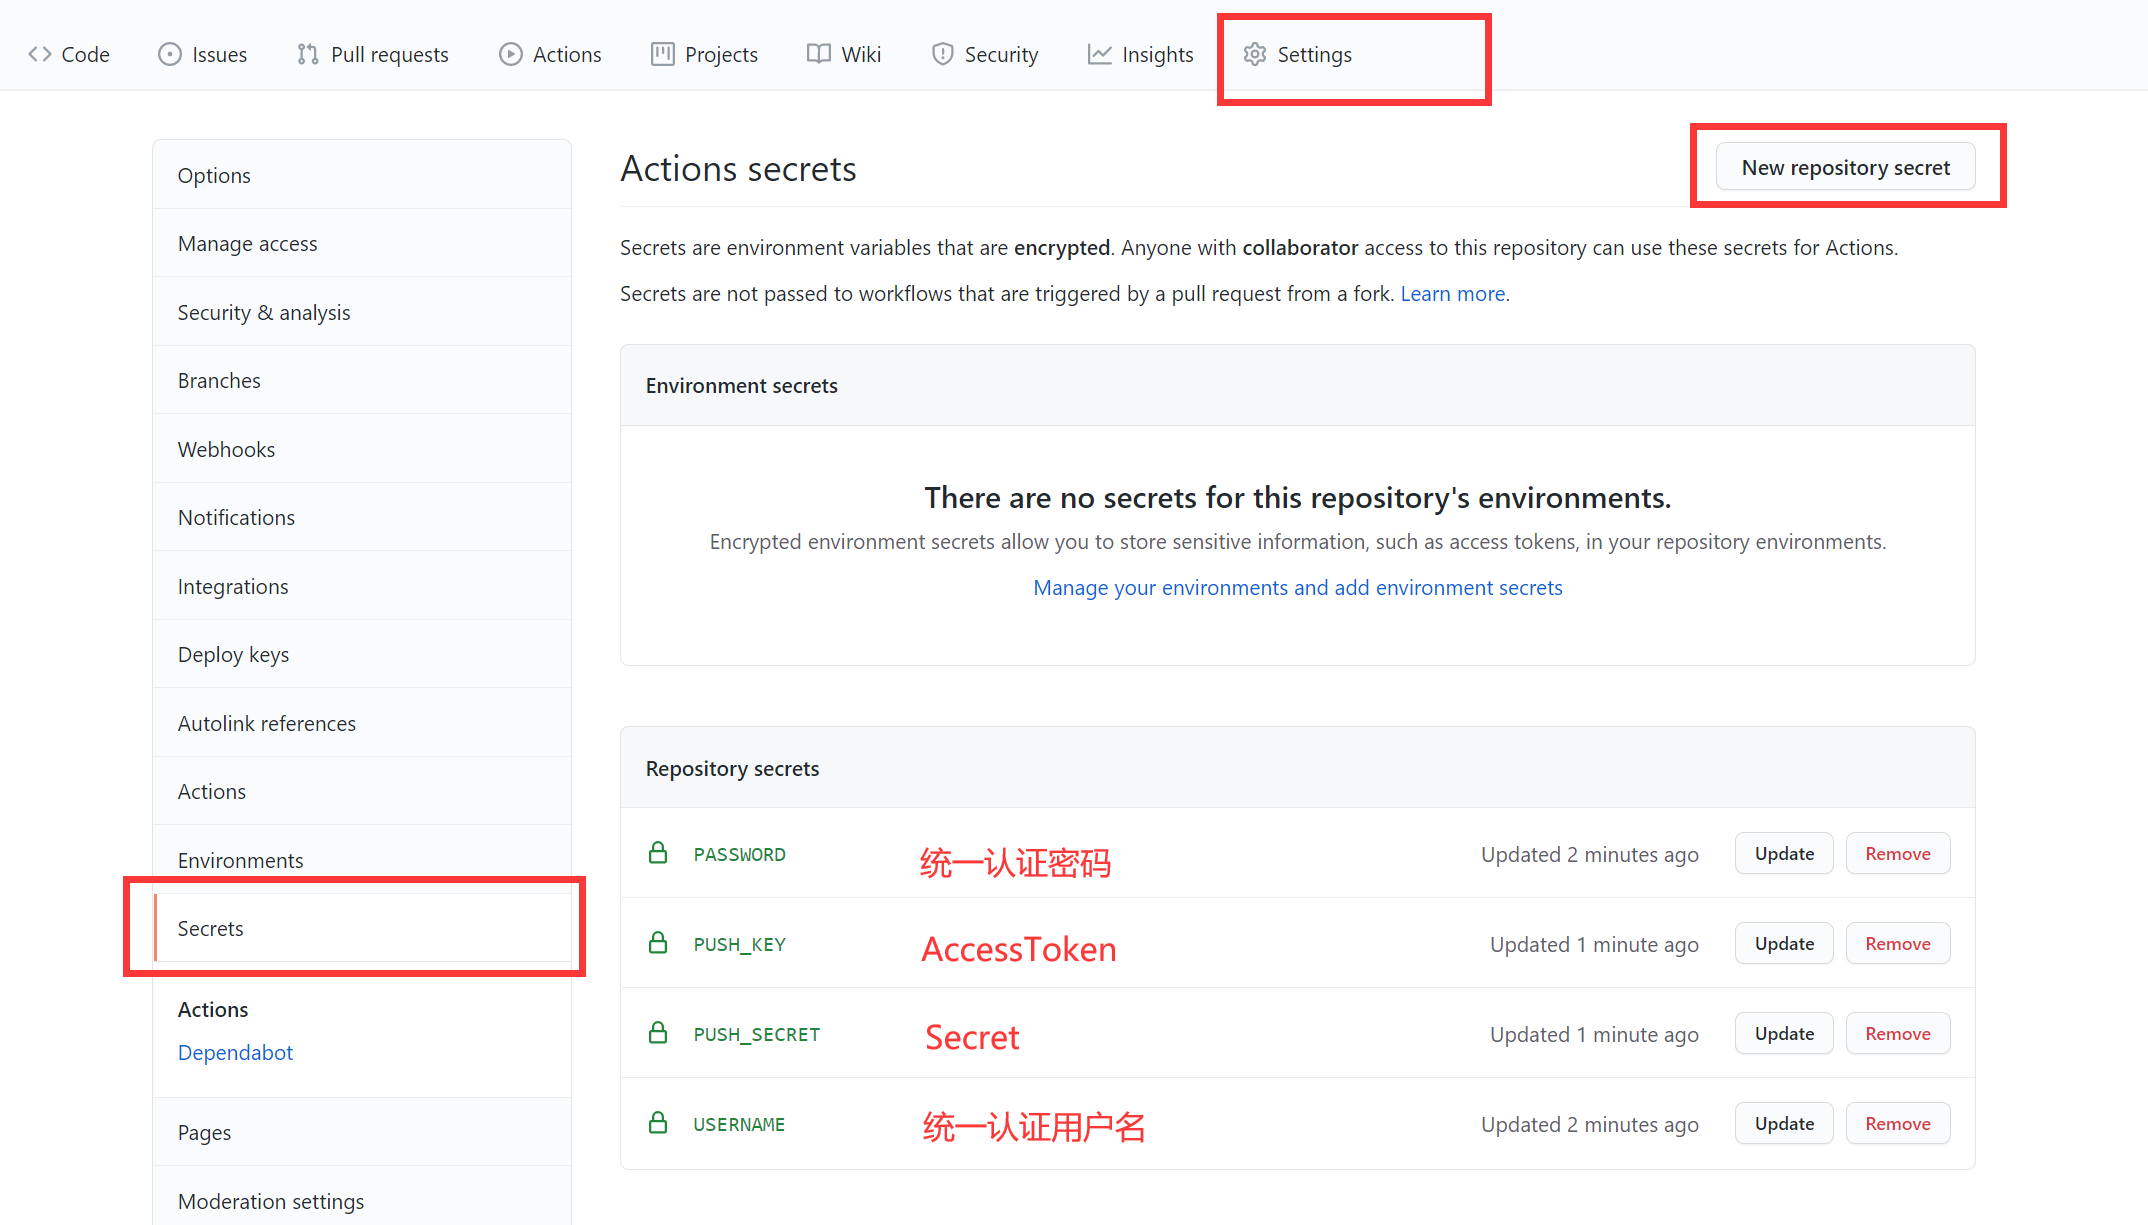 Code Issues Pull requests Actions Projects Wiki Security Insights Settings
Options
Manage access
Security & analysis
Branches
Webhooks
Notifications
Integrations
Deploy keys
Autolink references
Actions
Environments
Secrets
Actions
Dependabot
Pages
Moderation settings
Actions secrets
New repository secret
Secrets are environment variables that are encrypted. Anyone with collaborator access to this repository can use these secrets for Actions.
Secrets are not passed to workflows that are triggered by a pull request from a fork. Learn more.
Environment secrets
There are no secrets for this repository's environments.
Encrypted environment secrets allow you to store sensitive information, such as access tokens, in your repository environments.
Manage your environments and add environment secrets
Repository secrets
PASSWORD 统一认证密码 Updated 2 minutes ago Update Remove
PUSH_KEY AccessToken Updated 1 minute ago Update Remove
PUSH_SECRET Secret Updated 1 minute ago Update Remove
USERNAME 统一认证用户名 Updated 2 minutes ago Update Remove